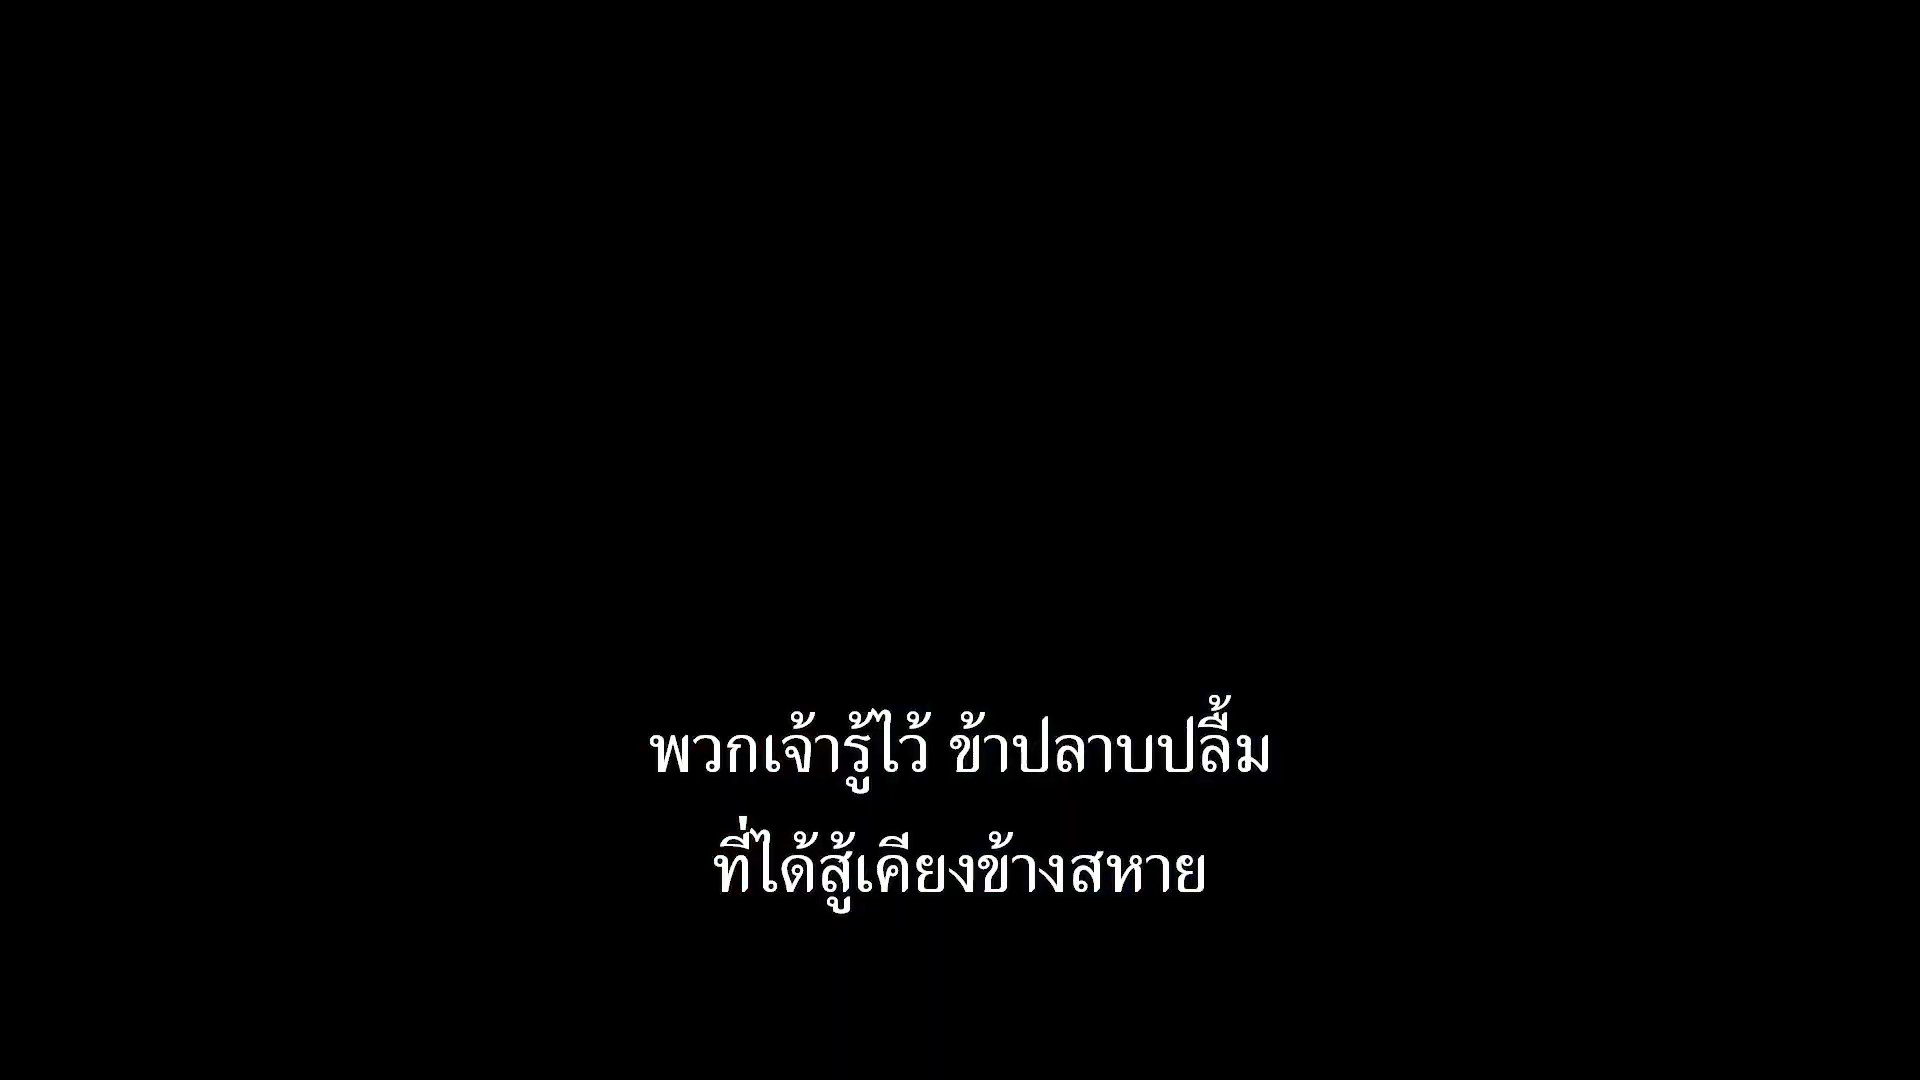 พวกเจ้ารู้ไว้ ข้าปลาบปลื้ม
ที่ได้สู้เคียงข้างสหาย